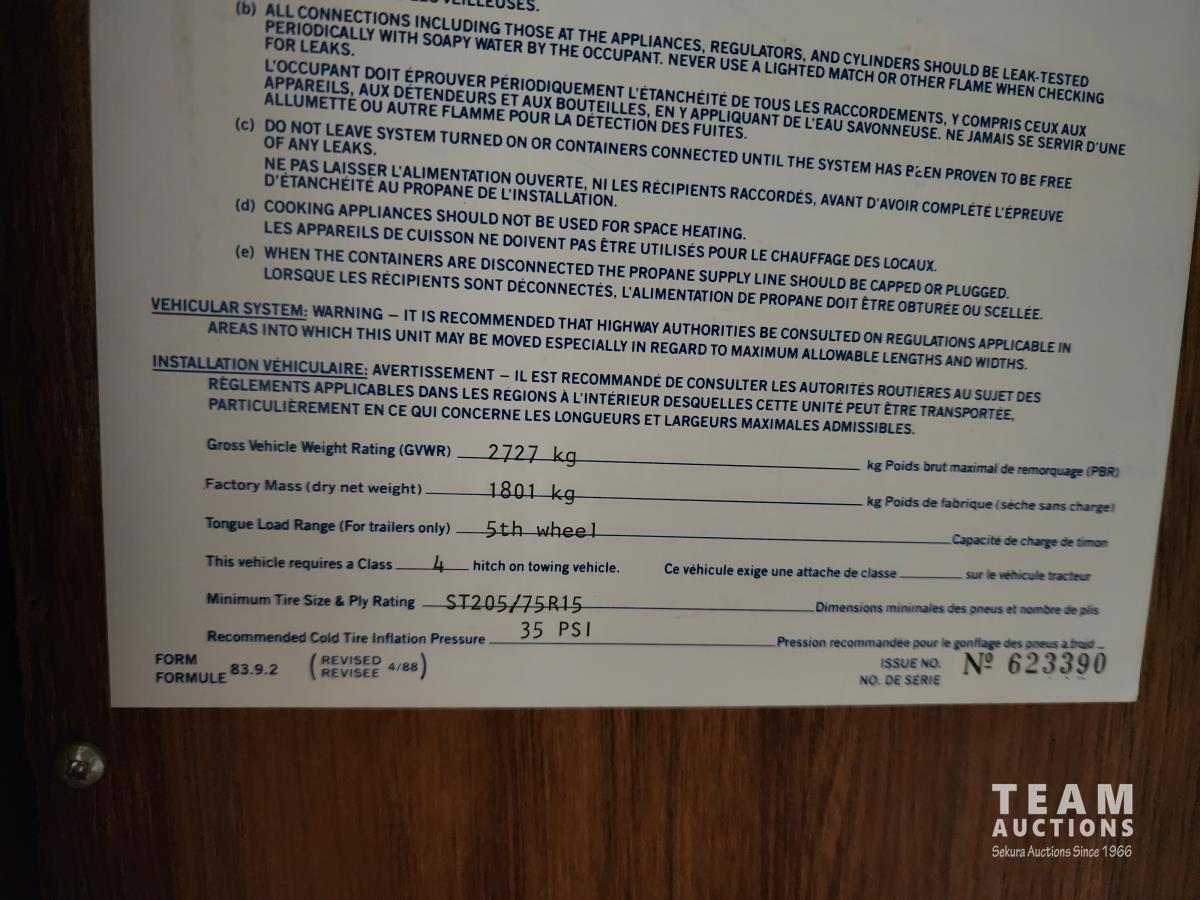 VEILLEUSES.
(b) ALL CONNECTIONS INCLUDING THOSE AT THE APPLIANCES, REGULATORS, AND CYLINDERS SHOULD BE LEAK-TESTED
PERIODICALLY WITH SOAPY WATER BY THE OCCUPANT. NEVER USE A LIGHTED MATCH OR OTHER FLAME WHEN CHECKING
FOR LEAKS.
L'OCCUPANT DOIT ÉPROUVER PÉRIODIQUEMENT L'ÉTANCHÉITÉ DE TOUS LES RACCORDEMENTS, Y COMPRIS CEUX AUX
APPAREILS, AUX DÉTENDEURS ET AUX BOUTEILLES, EN Y APPLIQUANT DE L'EAU SAVONNEUSE. NE JAMAIS SE SERVIR D'UNE
ALLUMETTE OU AUTRE FLAMME POUR LA DÉTECTION DES FUITES.
(c) DO NOT LEAVE SYSTEM TURNED ON OR CONTAINERS CONNECTED UNTIL THE SYSTEM HAS BEEN PROVEN TO BE FREE
OF ANY LEAKS.
NE PAS LAISSER L'ALIMENTATION OUVERTE, NI LES RÉCIPIENTS RACCORDÉS, AVANT D'AVOIR COMPLÉTÉ L'ÉPREUVE
D'ÉTANCHÉITÉ AU PROPANE DE L'INSTALLATION.
(d) COOKING APPLIANCES SHOULD NOT BE USED FOR SPACE HEATING.
LES APPAREILS DE CUISSON NE DOIVENT PAS ÊTRE UTILISÉS POUR LE CHAUFFAGE DES LOCAUX.
(e) WHEN THE CONTAINERS ARE DISCONNECTED THE PROPANE SUPPLY LINE SHOULD BE CAPPED OR PLUGGED.
LORSQUE LES RÉCIPIENTS SONT DÉCONNECTÉS, L'ALIMENTATION DE PROPANE DOIT ÊTRE OBTURÉE OU SCELLÉE.
VEHICULAR SYSTEM: WARNING – IT IS RECOMMENDED THAT HIGHWAY AUTHORITIES BE CONSULTED ON REGULATIONS APPLICABLE IN
AREAS INTO WHICH THIS UNIT MAY BE MOVED ESPECIALLY IN REGARD TO MAXIMUM ALLOWABLE LENGTHS AND WIDTHS.
INSTALLATION VÉHICULAIRE: AVERTISSEMENT – IL EST RECOMMANDÉ DE CONSULTER LES AUTORITÉS ROUTIÈRES AU SUJET DES
RÈGLEMENTS APPLICABLES DANS LES RÉGIONS À L'INTÉRIEUR DESQUELLES CETTE UNITÉ PEUT ÊTRE TRANSPORTÉE,
PARTICULIÈREMENT EN CE QUI CONCERNE LES LONGUEURS ET LARGEURS MAXIMALES ADMISSIBLES.
Gross Vehicle Weight Rating (GVWR) 2727 kg kg Poids brut maximal de remorquage (PBR)
Factory Mass (dry net weight) 1801 kg kg Poids de fabrique (sèche sans charge)
Tongue Load Range (For trailers only) 5th wheel Capacité de charge de timon
This vehicle requires a Class 4 hitch on towing vehicle. Ce véhicule exige une attache de classe sur le véhicule tracteur
Minimum Tire Size & Ply Rating ST205/75R15 Dimensions minimales des pneus et nombre de plis
Recommended Cold Tire Inflation Pressure 35 PSI Pression recommandée pour le gonflage des pneus à froid
FORM
FORMULE 83.9.2 (REVISED
REVISEE 4/88)
ISSUE NO.
NO. DE SÉRIE Nº 623390
TEAM
AUCTIONS
Sekura Auctions Since 1966